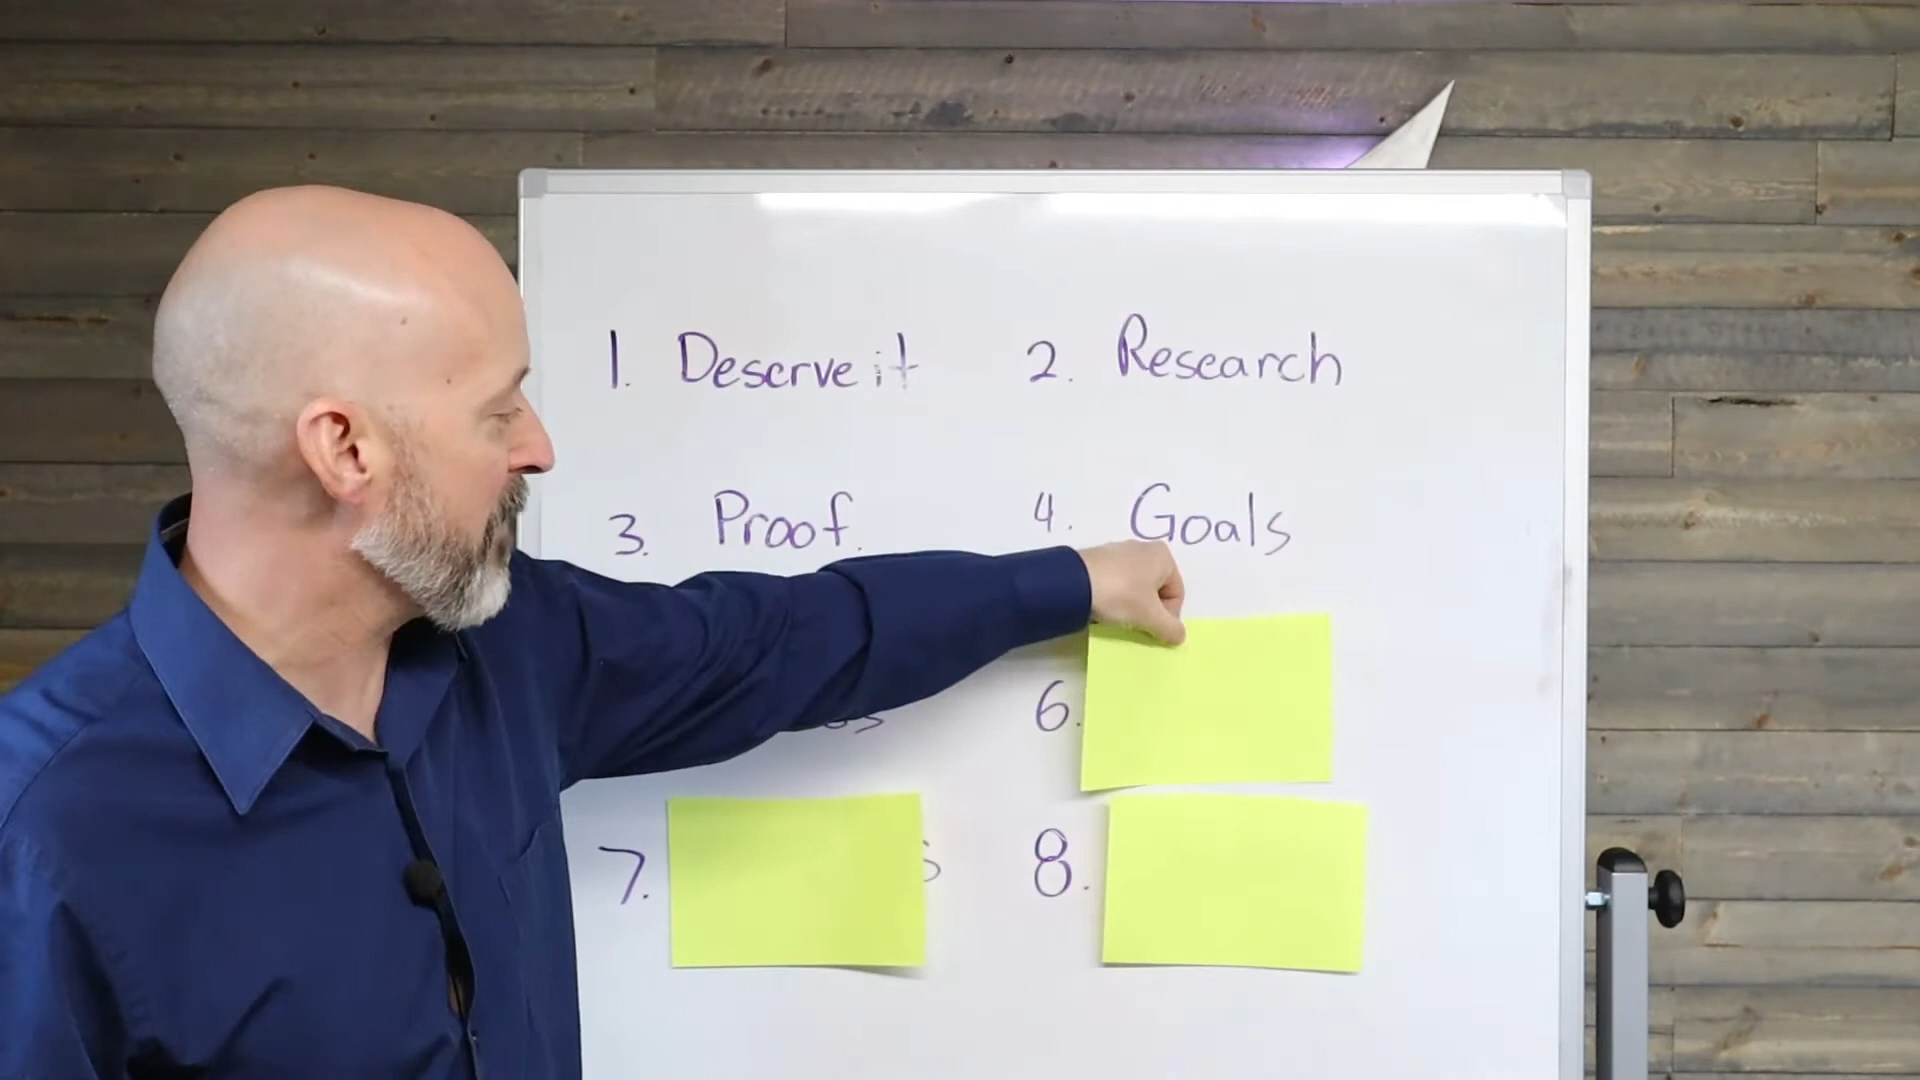 1. Deserve it
2. Research
3. Proof.
4. Goals
6.
7.
8.